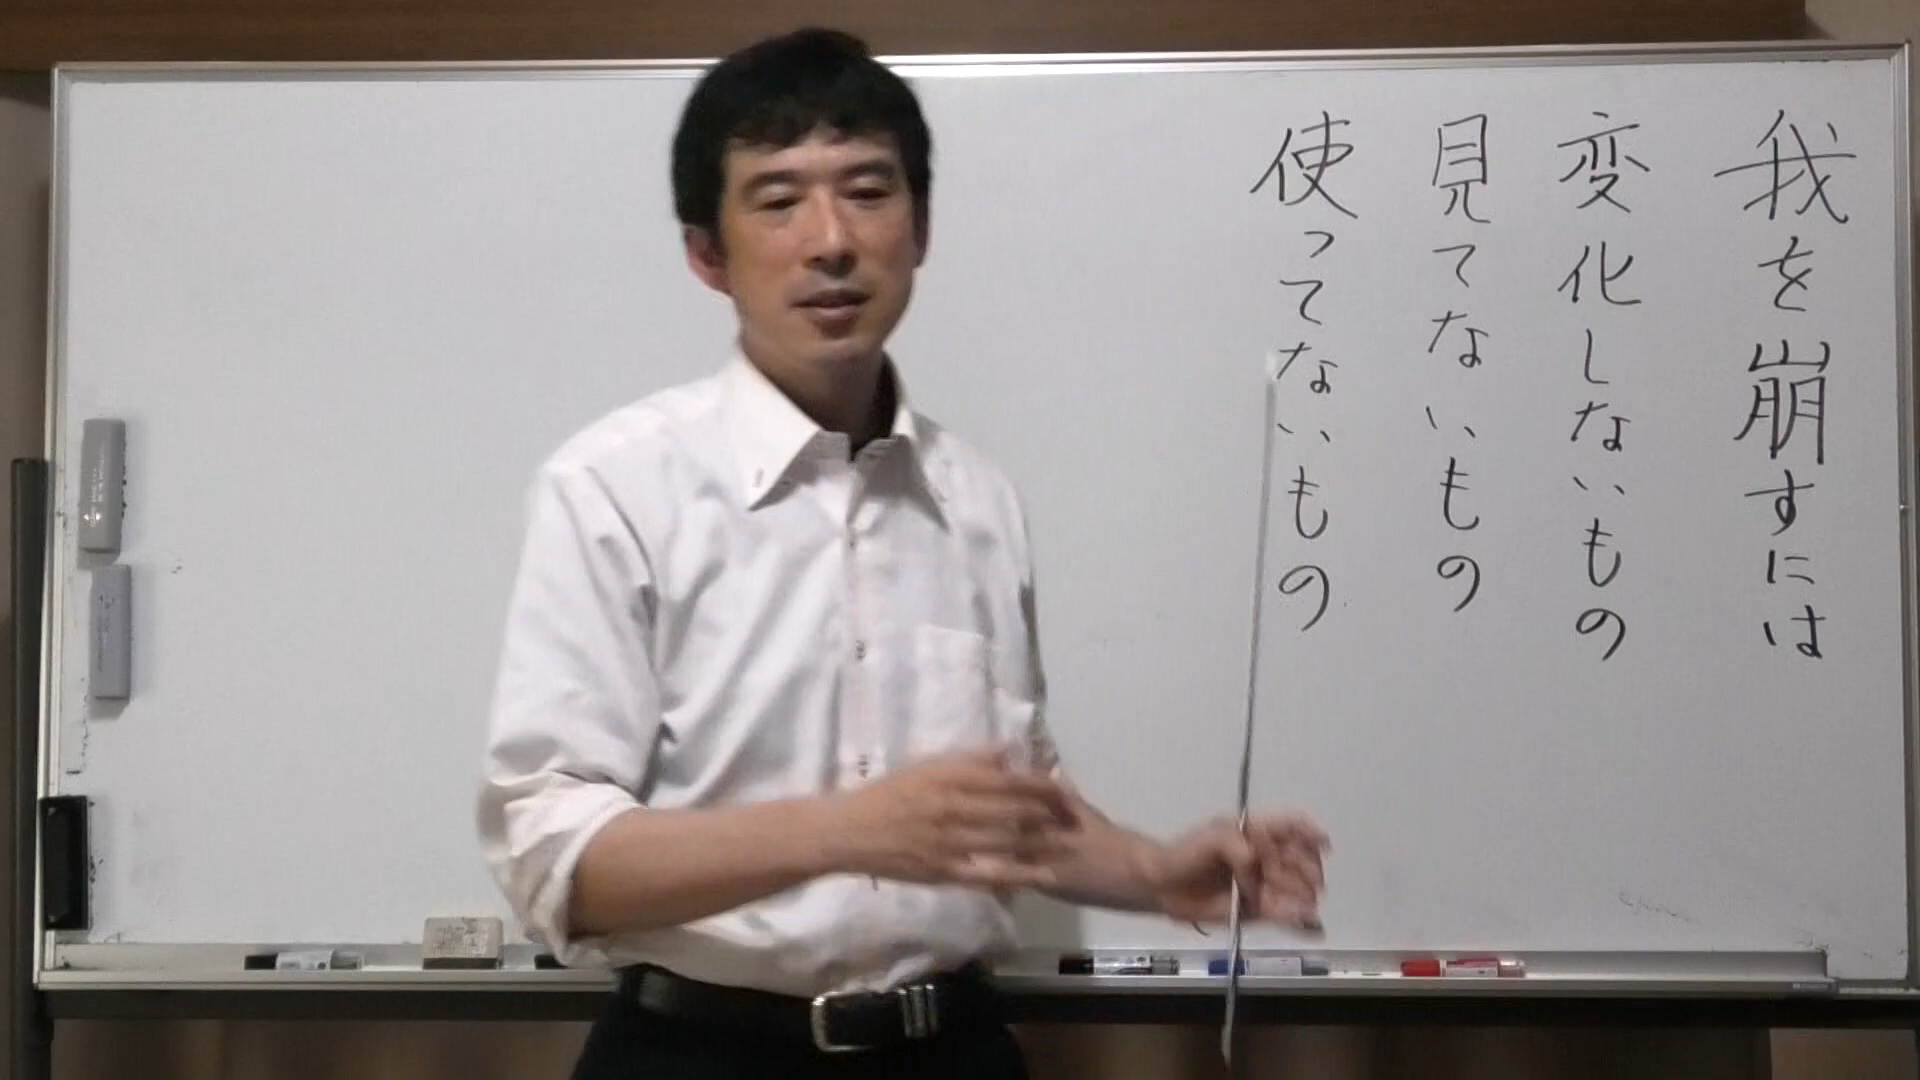 我を崩すには
変化しないもの
見てないもの
使ってないもの